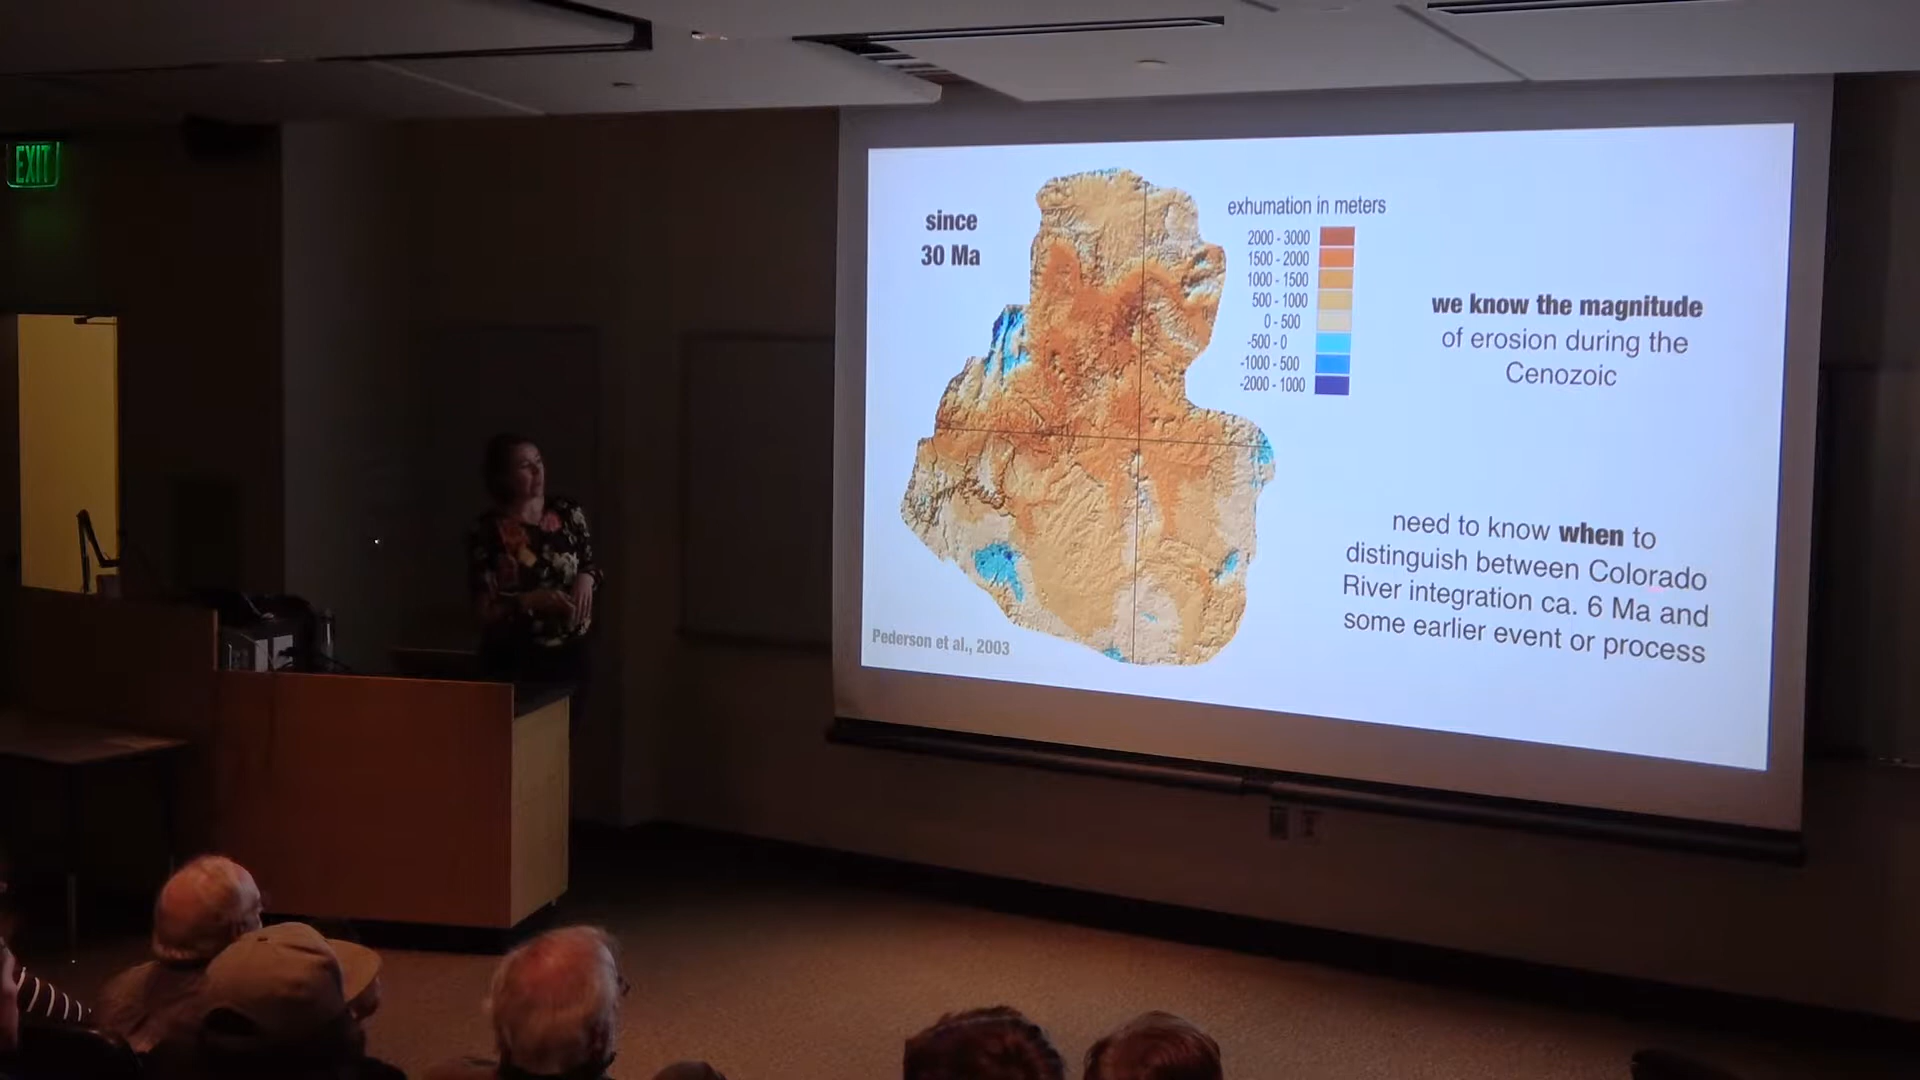 EXIT
since
30 Ma
exhumation in meters
2000 - 3000
1500 - 2000
1000 - 1500
500 - 1000
0 - 500
-500 - 0
-1000 - 500
-2000 - 1000
we know the magnitude
of erosion during the
Cenozoic
need to know when to
distinguish between Colorado
River integration ca. 6 Ma and
some earlier event or process
Pederson et al., 2003